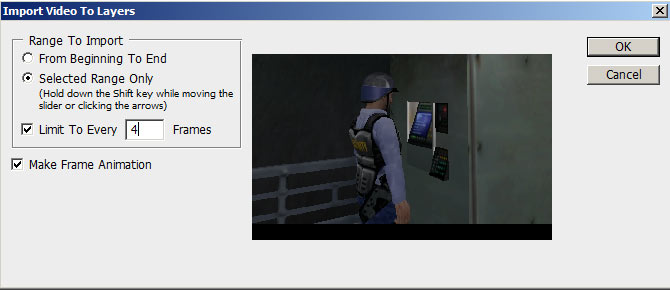 Import Video To Layers
Range To Import
From Beginning To End
Selected Range Only
(Hold down the Shift key while moving the
slider or clicking the arrows)
Limit To Every 4 Frames
Make Frame Animation
OK
Cancel